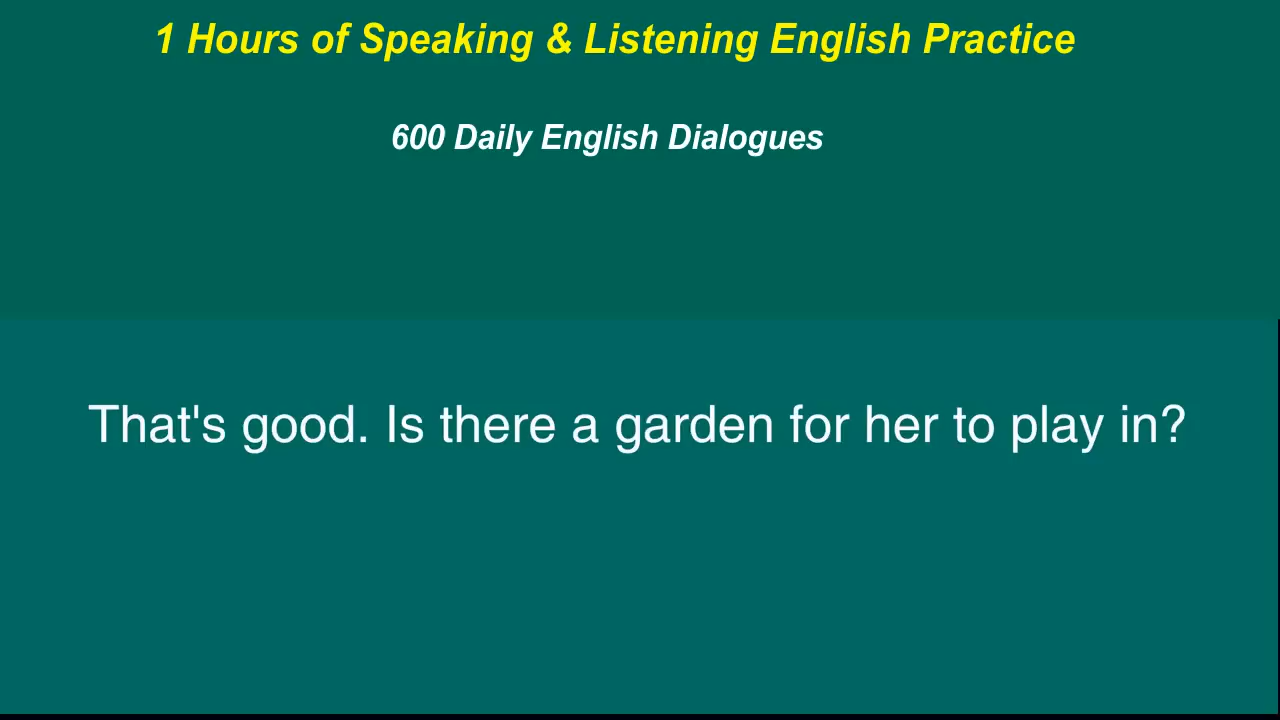 1 Hours of Speaking & Listening English Practice
600 Daily English Dialogues
That's good. Is there a garden for her to play in?